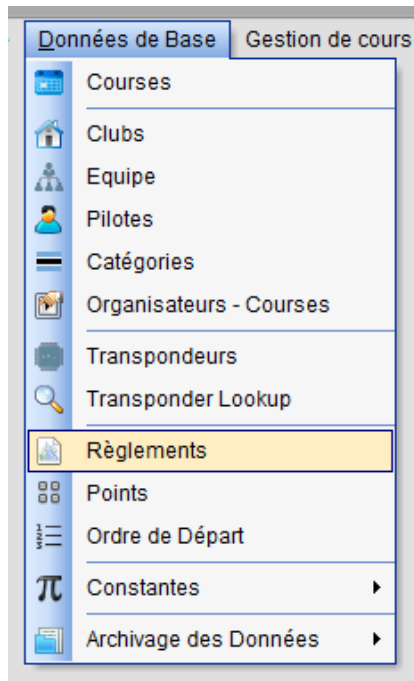 Données de Base Gestion de cours
Courses
Clubs
Equipe
Pilotes
Catégories
Organisateurs - Courses
Transpondeurs
Transponder Lookup
Règlements
Points
Ordre de Départ
Constantes
Archivage des Données